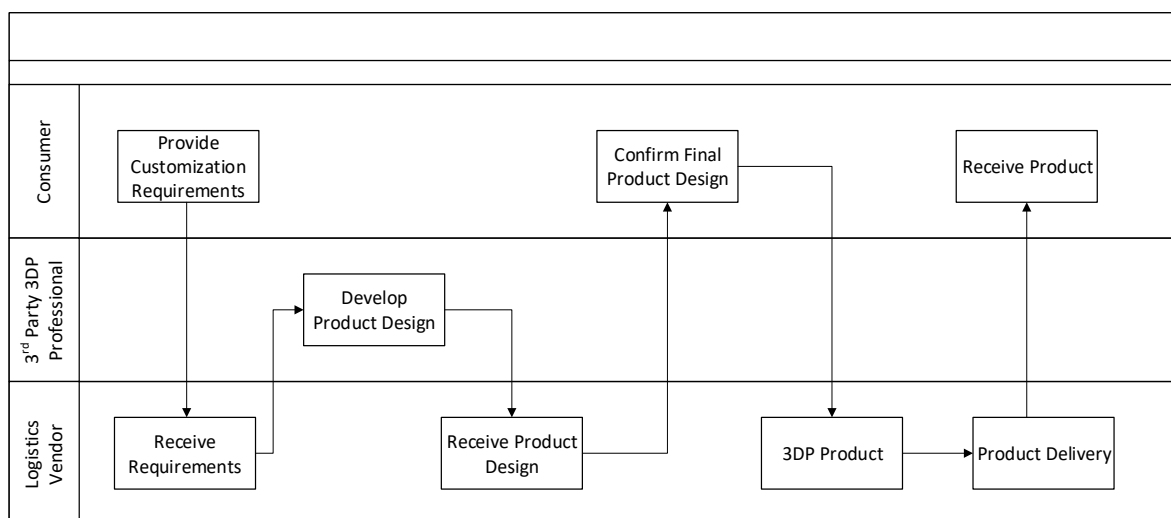 Consumer
Provide
Customization
Requirements
Confirm Final
Product Design
Receive Product
3rd Party 3DP
Professional
Develop
Product Design
Logistics
Vendor
Receive
Requirements
Receive Product
Design
3DP Product
Product Delivery